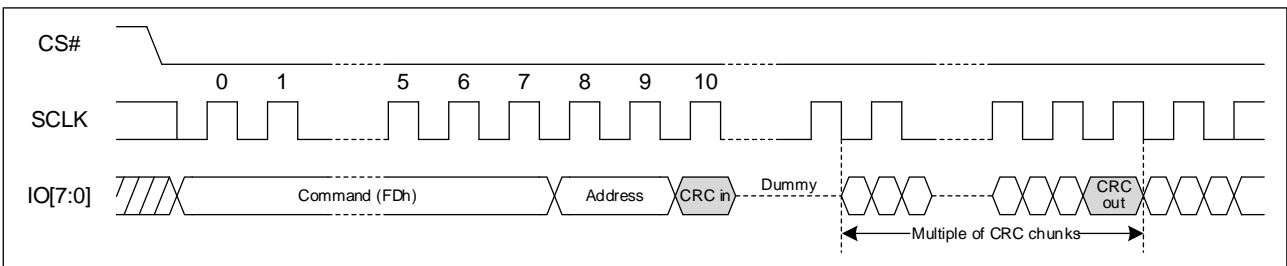 CS#
0 1 5 6 7 8 9 10
SCLK
IO[7:0] Command (FDh) Address CRC in Dummy CRC
out
Multiple of CRC chunks